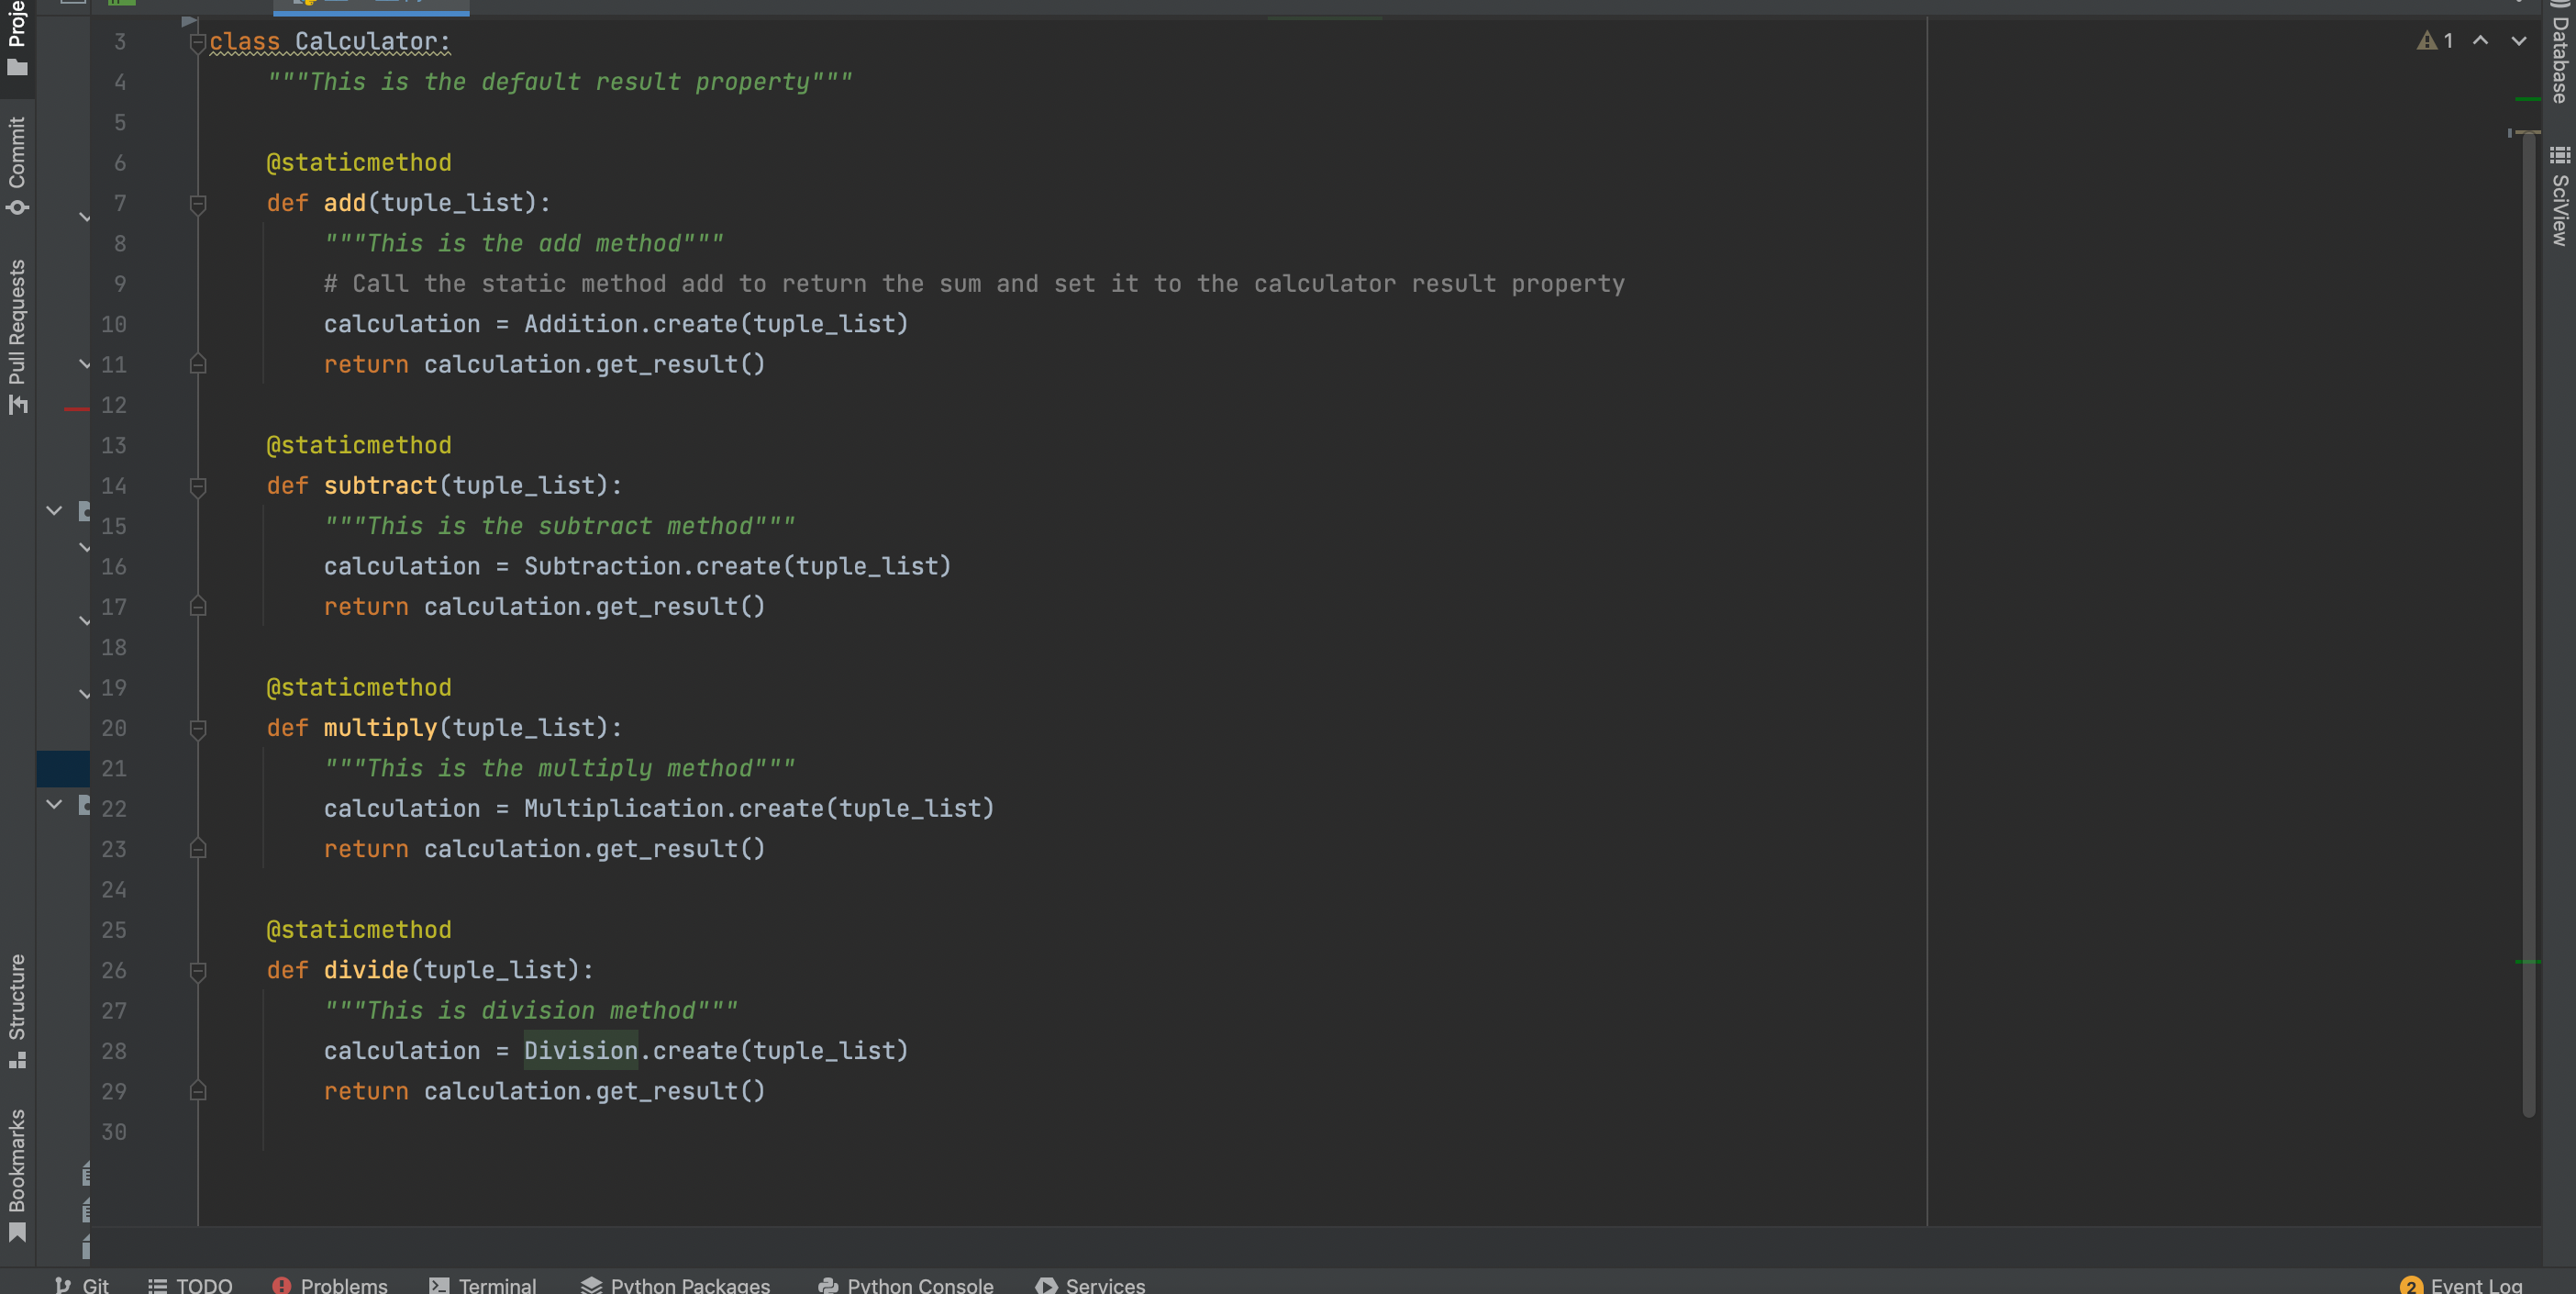 Proje
Commit
Pull Requests
Structure
Bookmarks
3 class Calculator:
4 """This is the default result property"""
5
6 @staticmethod
7 def add(tuple_list):
8 """This is the add method"""
9 # Call the static method add to return the sum and set it to the calculator result property
10 calculation = Addition.create(tuple_list)
11 return calculation.get_result()
12
13 @staticmethod
14 def subtract(tuple_list):
15 """This is the subtract method"""
16 calculation = Subtraction.create(tuple_list)
17 return calculation.get_result()
18
19 @staticmethod
20 def multiply(tuple_list):
21 """This is the multiply method"""
22 calculation = Multiplication.create(tuple_list)
23 return calculation.get_result()
24
25 @staticmethod
26 def divide(tuple_list):
27 """This is division method"""
28 calculation = Division.create(tuple_list)
29 return calculation.get_result()
30
1
Database
SciView
Git TODO Problems Terminal Python Packages Python Console Services 2 Event Log